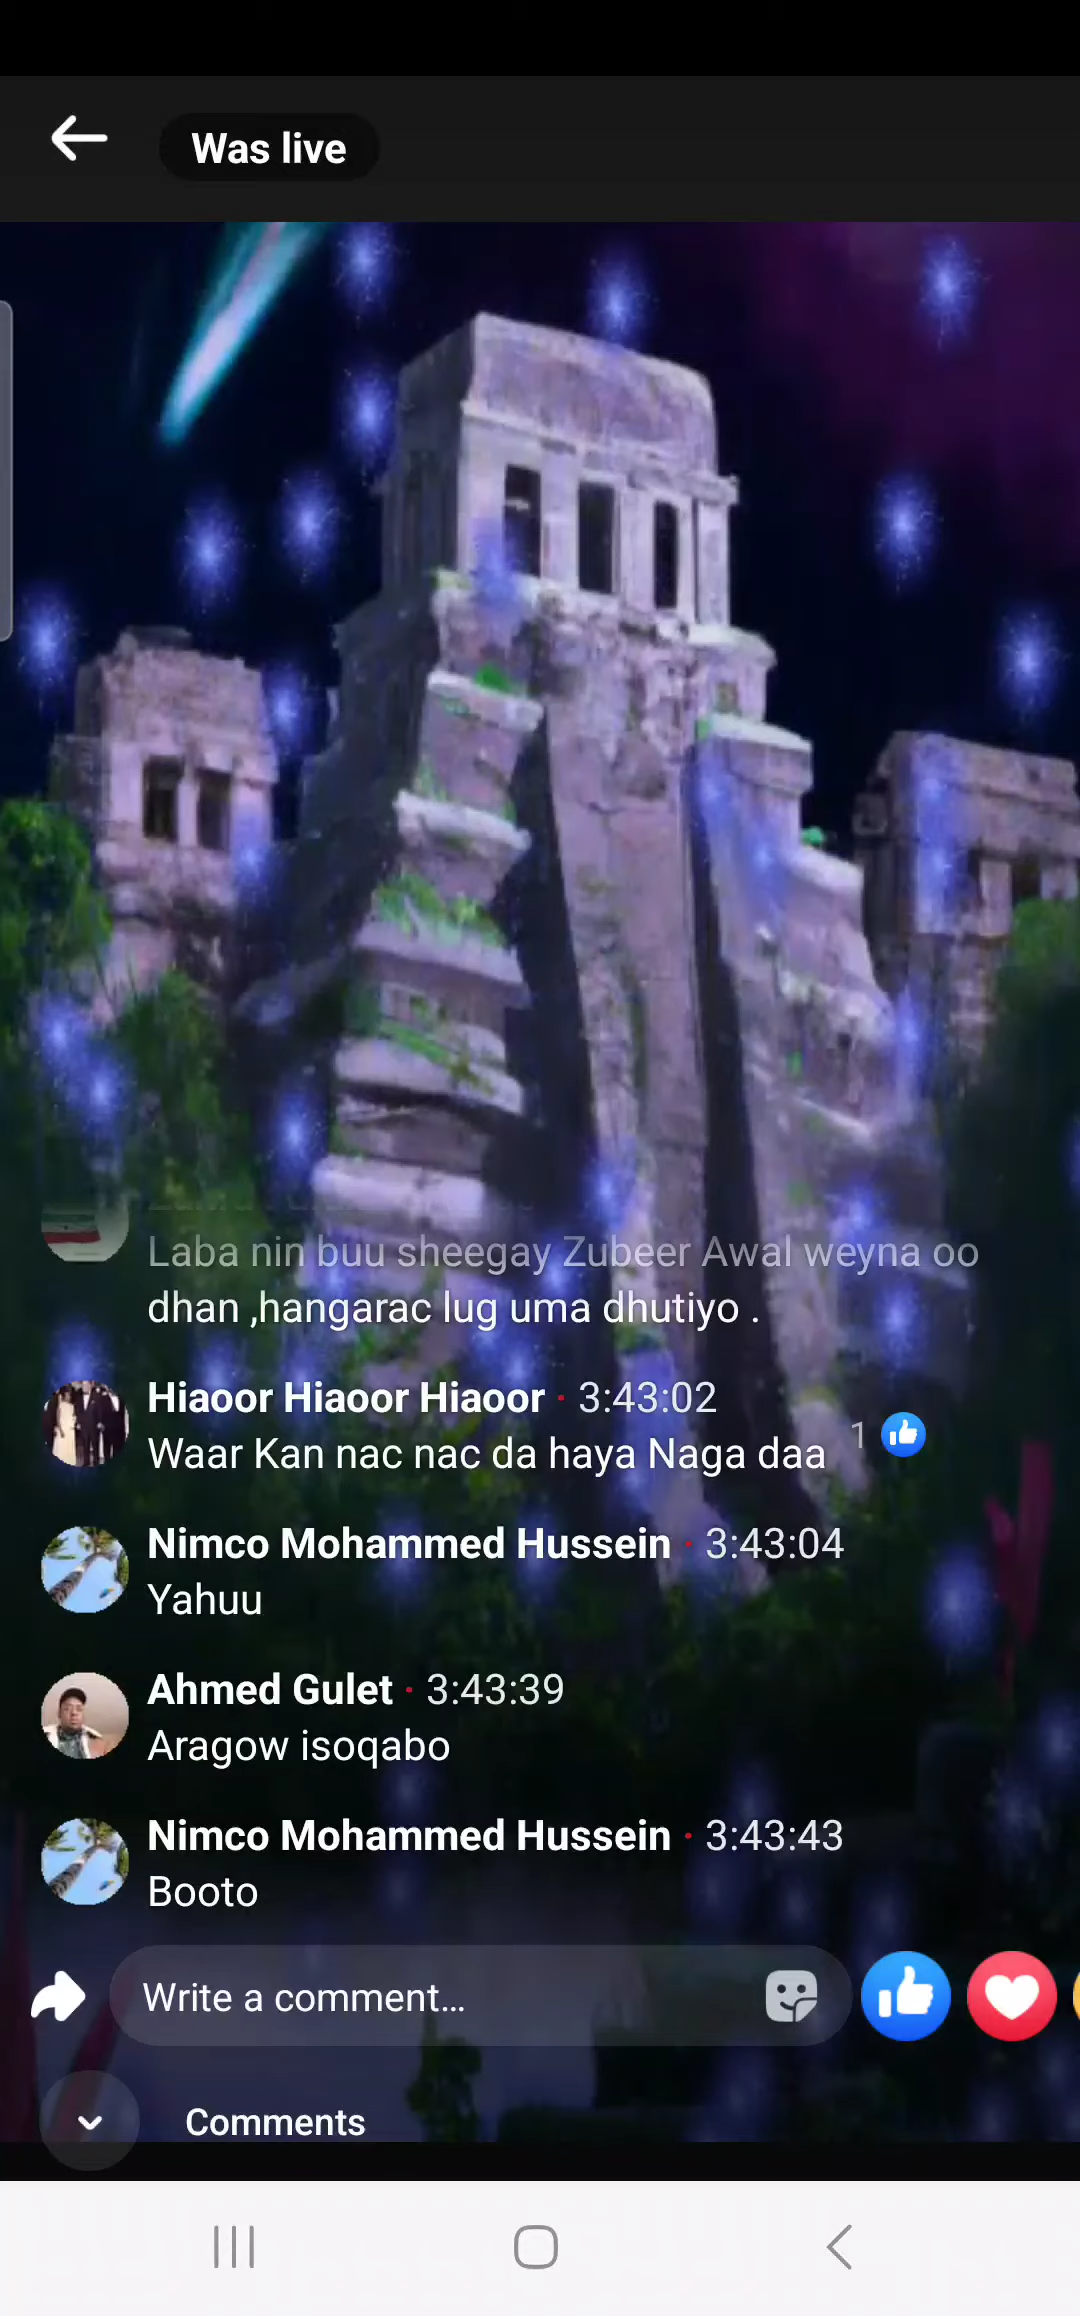 Was live
Laba nin buu sheegay Zubeer Awal weyna oo
dhan ,hangarac lug uma dhutiyo .
Hiaoor Hiaoor Hiaoor · 3:43:02
Waar Kan nac nac da haya Naga daa
1
Nimco Mohammed Hussein · 3:43:04
Yahuu
Ahmed Gulet · 3:43:39
Aragow isoqabo
Nimco Mohammed Hussein · 3:43:43
Booto
Write a comment...
Comments